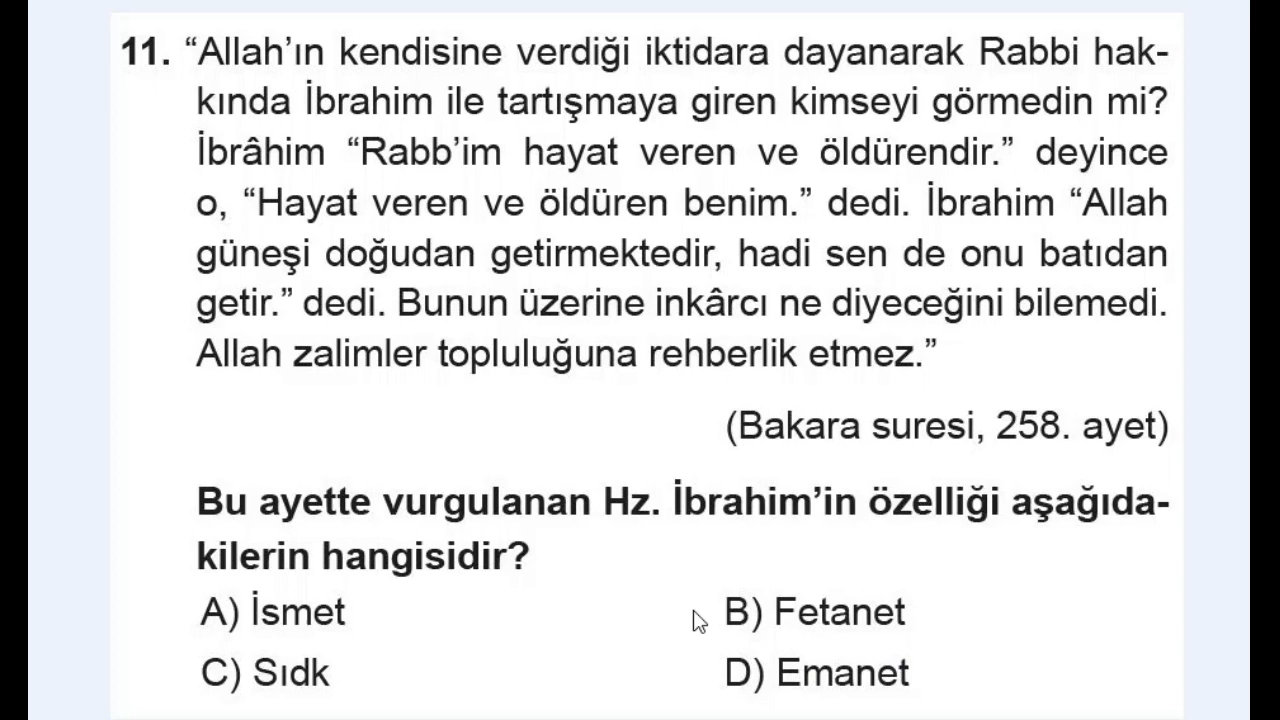 11. “Allah’ın kendisine verdiği iktidara dayanarak Rabbi hak-
kında İbrahim ile tartışmaya giren kimseyi görmedin mi?
İbrâhim “Rabb’im hayat veren ve öldürendir.” deyince
o, “Hayat veren ve öldüren benim.” dedi. İbrahim “Allah
güneşi doğudan getirmektedir, hadi sen de onu batıdan
getir.” dedi. Bunun üzerine inkârcı ne diyeceğini bilemedi.
Allah zalimler topluluğuna rehberlik etmez.”
(Bakara suresi, 258. ayet)
Bu ayette vurgulanan Hz. İbrahim’in özelliği aşağıda-
kilerin hangisidir?
A) İsmet
B) Fetanet
C) Sıdk
D) Emanet